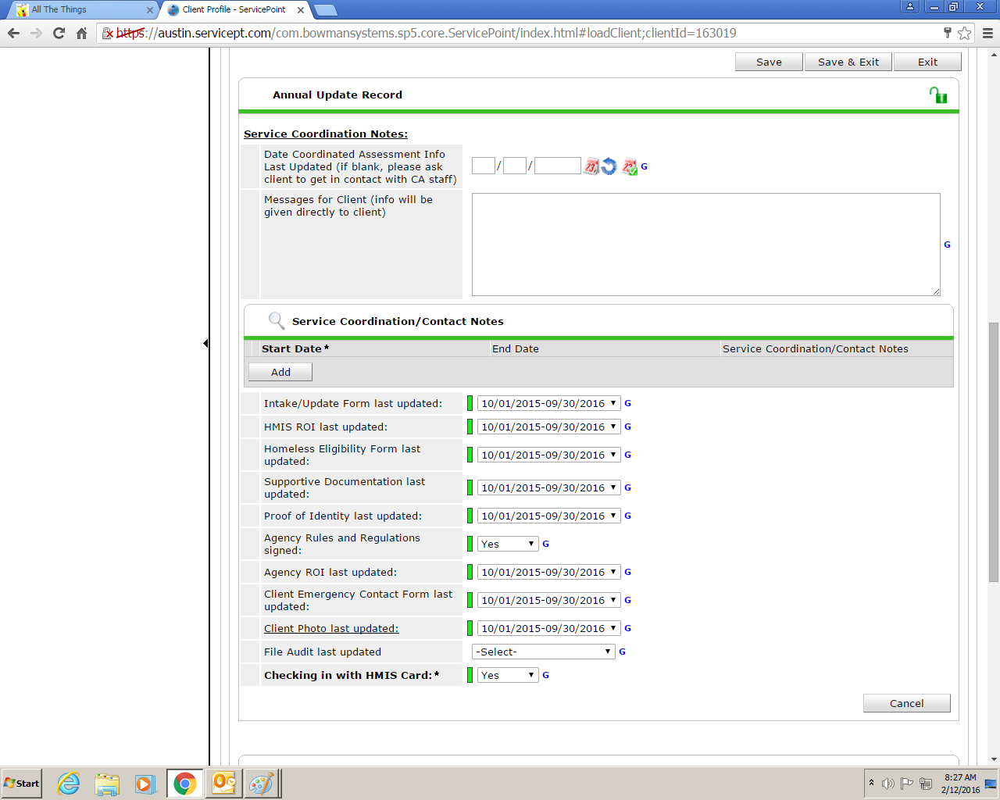 All The Things
Client Profile - ServicePoint
https://austin.servicept.com/com.bowmansystems.sp5.core.ServicePoint/index.html#loadClient;clientId=163019
Save
Save & Exit
Exit
Annual Update Record
Service Coordination Notes:
Date Coordinated Assessment Info
Last Updated (if blank, please ask
client to get in contact with CA staff)
/ / G
Messages for Client (info will be
given directly to client)
G
Service Coordination/Contact Notes
Start Date* End Date Service Coordination/Contact Notes
Add
Intake/Update Form last updated: 10/01/2015-09/30/2016 G
HMIS ROI last updated: 10/01/2015-09/30/2016 G
Homeless Eligibility Form last
updated: 10/01/2015-09/30/2016 G
Supportive Documentation last
updated: 10/01/2015-09/30/2016 G
Proof of Identity last updated: 10/01/2015-09/30/2016 G
Agency Rules and Regulations
signed: Yes G
Agency ROI last updated: 10/01/2015-09/30/2016 G
Client Emergency Contact Form last
updated: 10/01/2015-09/30/2016 G
Client Photo last updated: 10/01/2015-09/30/2016 G
File Audit last updated -Select- G
Checking in with HMIS Card:* Yes G
Cancel
Start
8:27 AM
2/12/2016